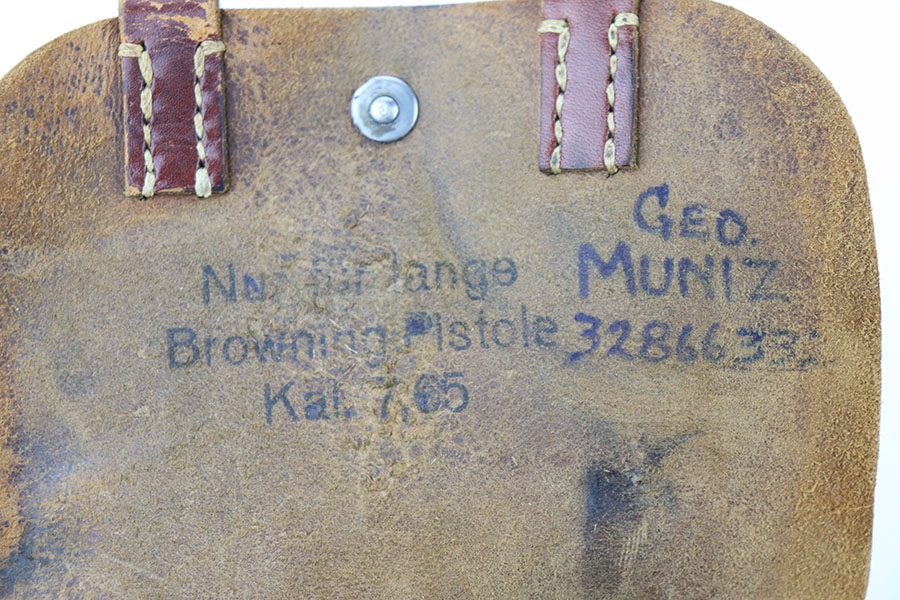 Nur für lange
Browning Pistole
Kal. 7,65
GEO.
MUNIZ
32866332